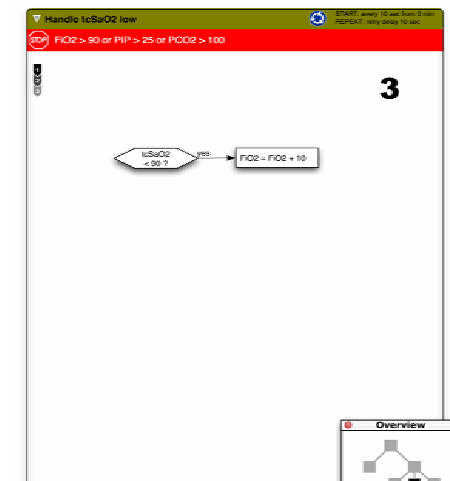 Handle tcSaO2 low
START: every 10 sec from 0 min
REPEAT: retry delay 10 sec
STOP FiO2 > 90 or PIP > 25 or PCO2 > 100
3
tcSaO2
< 90 ?
yes
FiO2 = FiO2 + 10
Overview